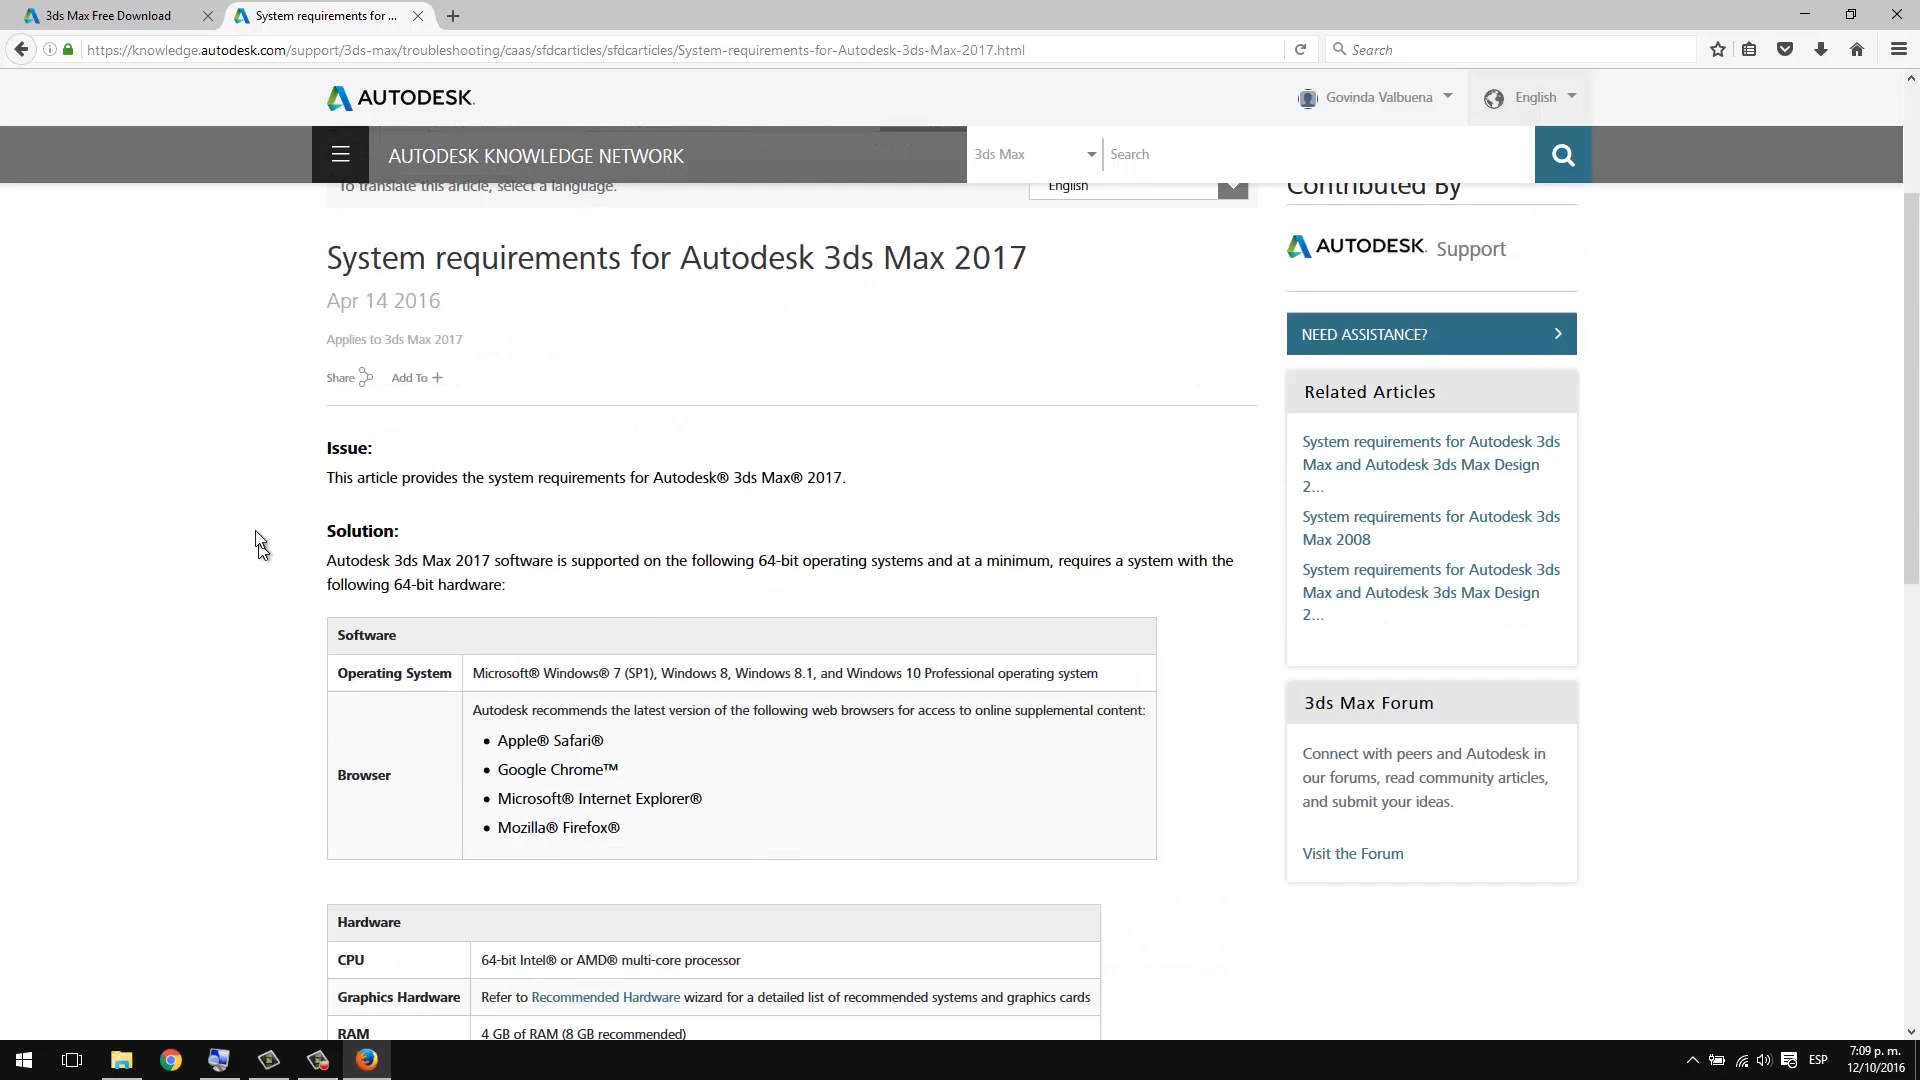 3ds Max Free Download
System requirements for ...
https://knowledge.autodesk.com/support/3ds-max/troubleshooting/caas/sfdcarticles/sfdcarticles/System-requirements-for-Autodesk-3ds-Max-2017.html
Search
AUTODESK.
Govinda Valbuena
English
AUTODESK KNOWLEDGE NETWORK
3ds Max
Search
To translate this article, select a language.
English
Contributed By
System requirements for Autodesk 3ds Max 2017
Apr 14 2016
Applies to 3ds Max 2017
Share
Add To
Issue:
This article provides the system requirements for Autodesk® 3ds Max® 2017.
Solution:
Autodesk 3ds Max 2017 software is supported on the following 64-bit operating systems and at a minimum, requires a system with the
following 64-bit hardware:
Software
Operating System
Microsoft® Windows® 7 (SP1), Windows 8, Windows 8.1, and Windows 10 Professional operating system
Browser
Autodesk recommends the latest version of the following web browsers for access to online supplemental content:
• Apple® Safari®
• Google Chrome™
• Microsoft® Internet Explorer®
• Mozilla® Firefox®
Hardware
CPU
64-bit Intel® or AMD® multi-core processor
Graphics Hardware
Refer to Recommended Hardware wizard for a detailed list of recommended systems and graphics cards
RAM
4 GB of RAM (8 GB recommended)
AUTODESK. Support
NEED ASSISTANCE?
Related Articles
System requirements for Autodesk 3ds
Max and Autodesk 3ds Max Design
2...
System requirements for Autodesk 3ds
Max 2008
System requirements for Autodesk 3ds
Max and Autodesk 3ds Max Design
2...
3ds Max Forum
Connect with peers and Autodesk in
our forums, read community articles,
and submit your ideas.
Visit the Forum
ESP
7:09 p. m.
12/10/2016